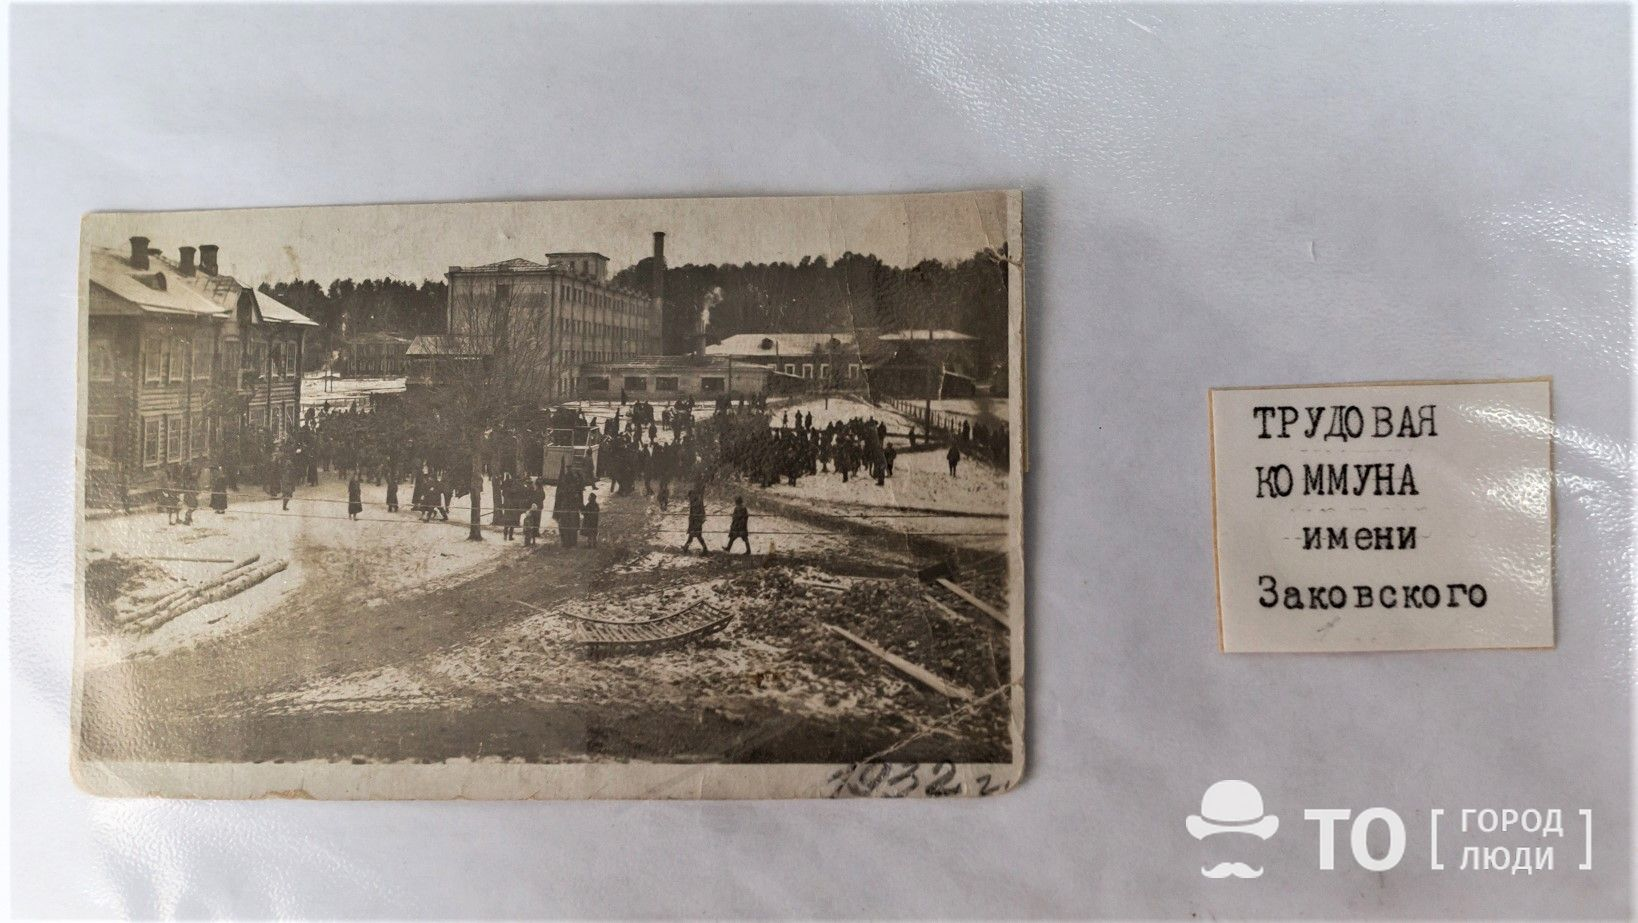 1932 г.
ТРУДОВАЯ
КОММУНА
имени
Заковского
ТО [ ГОРОД
ЛЮДИ ]